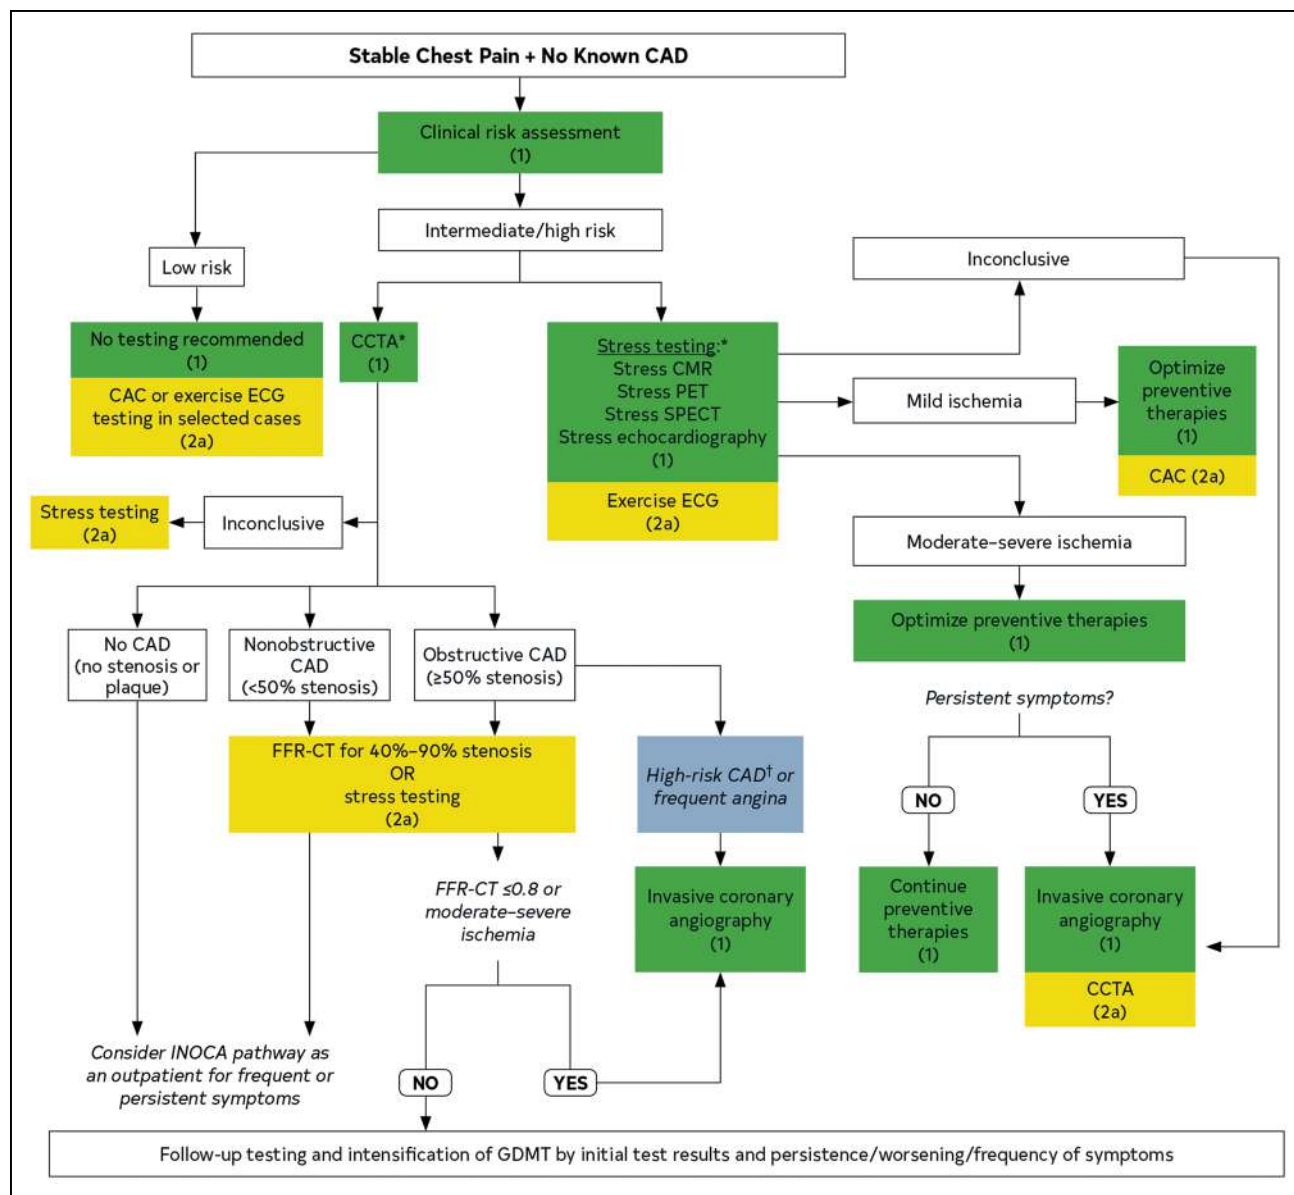 Stable Chest Pain + No Known CAD
Clinical risk assessment
(1)
Intermediate/high risk
Low risk
No testing recommended
(1)
CAC or exercise ECG
testing in selected cases
(2a)
CCTA*
(1)
Stress testing:*
Stress CMR
Stress PET
Stress SPECT
Stress echocardiography
(1)
Exercise ECG
(2a)
Inconclusive
Mild ischemia
Optimize
preventive
therapies
(1)
CAC (2a)
Moderate–severe ischemia
Optimize preventive therapies
(1)
Persistent symptoms?
NO
YES
Continue
preventive
therapies
(1)
Invasive coronary
angiography
(1)
CCTA
(2a)
Stress testing
(2a)
Inconclusive
No CAD
(no stenosis or
plaque)
Nonobstructive
CAD
(<50% stenosis)
Obstructive CAD
(≥50% stenosis)
FFR-CT for 40%–90% stenosis
OR
stress testing
(2a)
High-risk CAD† or
frequent angina
Invasive coronary
angiography
(1)
FFR-CT ≤0.8 or
moderate–severe
ischemia
NO
YES
Consider INOCA pathway as
an outpatient for frequent or
persistent symptoms
Follow-up testing and intensification of GDMT by initial test results and persistence/worsening/frequency of symptoms